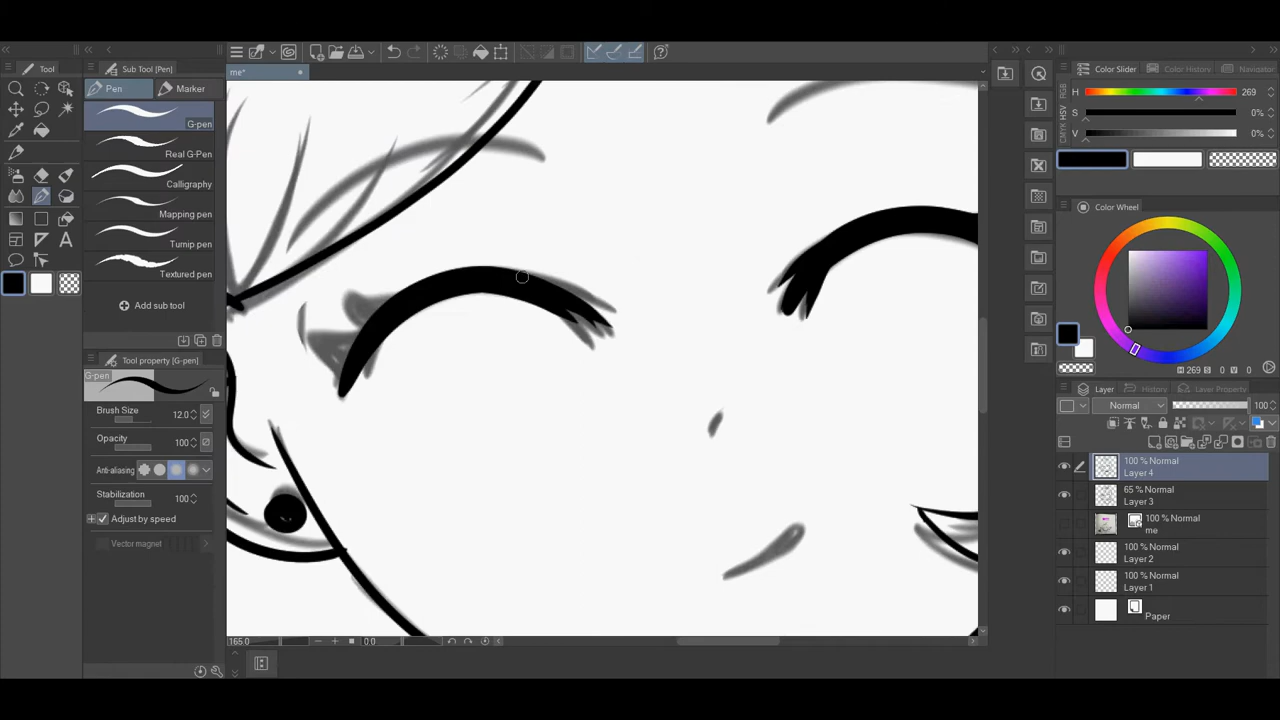 me*
Tool
Sub Tool [Pen]
Pen
Marker
G-pen
Real G-Pen
Calligraphy
Mapping pen
Turnip pen
Textured pen
Add sub tool
Tool property [G-pen]
G-pen
Brush Size 12.0
Opacity 100
Anti-aliasing
Stabilization 100
Adjust by speed
Vector magnet
165.0
0.0
Color Slider
Color History
Navigator
RGB
HSV
CMYK
H 269
S 0%
V 0%
Color Wheel
H 269 S 0 V 0
Layer
History
Layer Property
Normal 100
100 % Normal
Layer 4
65 % Normal
Layer 3
100 % Normal
me
100 % Normal
Layer 2
100 % Normal
Layer 1
Paper